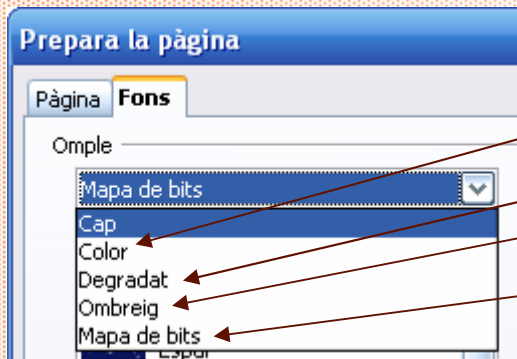 Prepara la pàgina
Pàgina Fons
Omple
Mapa de bits
Cap
Color
Degradat
Ombreig
Mapa de bits